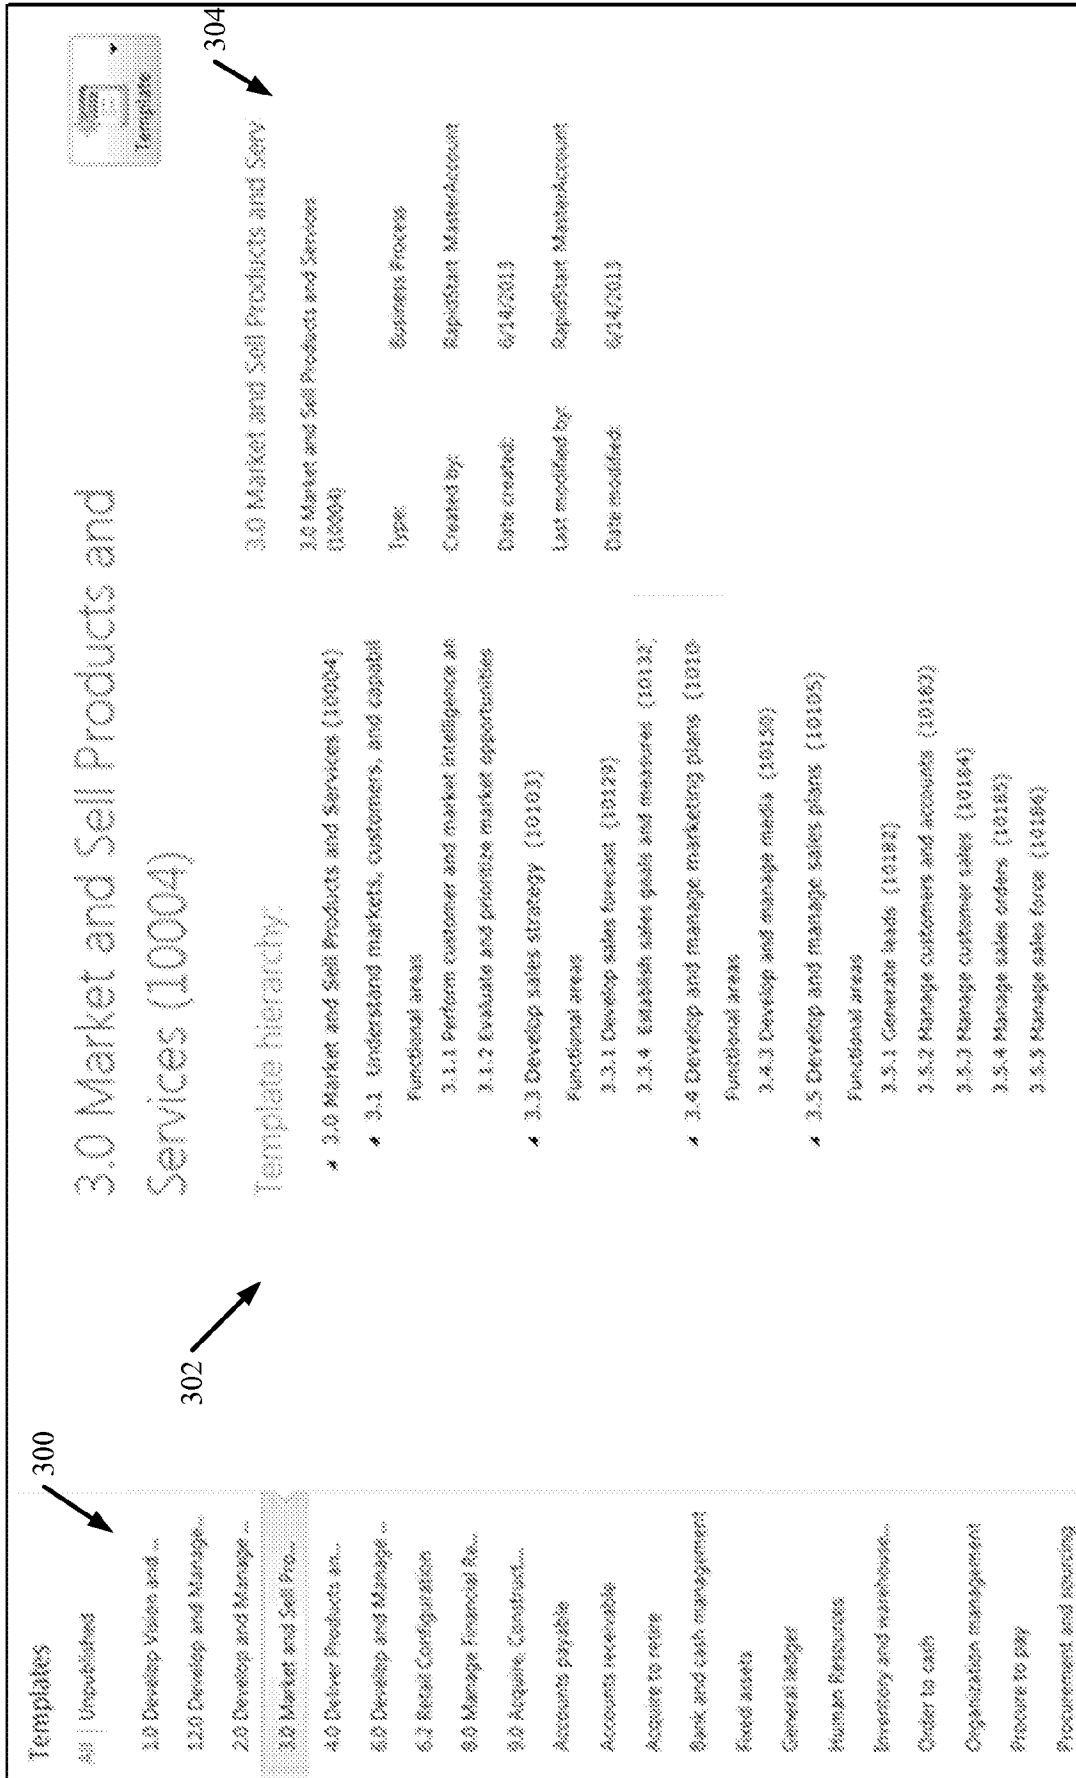 Templates
All | Unpublished
1.0 Develop Vision and ...
12.0 Develop and Manage...
2.0 Develop and Manage ...
3.0 Market and Sell Pro...
4.0 Deliver Products an...
6.0 Develop and Manage ...
6.2 Retail Configuration
8.0 Manage Financial Re...
9.0 Acquire, Construct...
Accounts payable
Accounts receivable
Acquire to retire
Bank and cash management
Fixed assets
General ledger
Human Resources
Inventory and warehouse...
Order to cash
Organization management
Procure to pay
Procurement and sourcing
300
3.0 Market and Sell Products and
Services (10004)
302
Template hierarchy:
3.0 Market and Sell Products and Services (10004)
3.1 Understand markets, customers, and capabil
Functional areas
3.1.1 Perform customer and market intelligence an
3.1.2 Evaluate and prioritize market opportunities
3.3 Develop sales strategy (10103)
Functional areas
3.3.1 Develop sales forecast (10129)
3.3.4 Establish sales goals and measures (10132)
3.4 Develop and manage marketing plans (1010
Functional areas
3.4.3 Develop and manage media (10150)
3.5 Develop and manage sales plans (10105)
Functional areas
3.5.1 Generate leads (10182)
3.5.2 Manage customers and accounts (10183)
3.5.3 Manage customer sales (10184)
3.5.4 Manage sales orders (10185)
3.5.5 Manage sales force (10186)
Template
304
3.0 Market and Sell Products and Serv
3.0 Market and Sell Products and Services
(10004)
Type: Business Process
Created by: RapidStart MasterAccount
Date created: 6/14/2013
Last modified by: RapidStart MasterAccount
Date modified: 6/14/2013